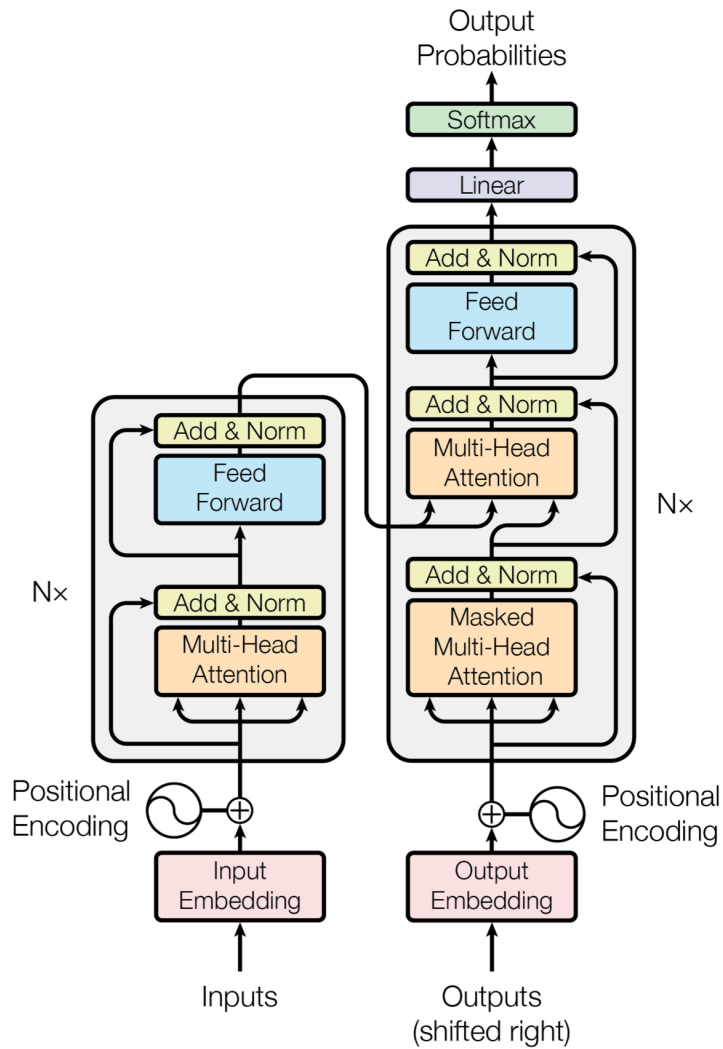 Output
Probabilities
Softmax
Linear
Add & Norm
Feed
Forward
Add & Norm
Multi-Head
Attention
Add & Norm
Masked
Multi-Head
Attention
N×
Add & Norm
Feed
Forward
Add & Norm
Multi-Head
Attention
N×
Positional
Encoding
Positional
Encoding
Input
Embedding
Output
Embedding
Inputs
Outputs
(shifted right)